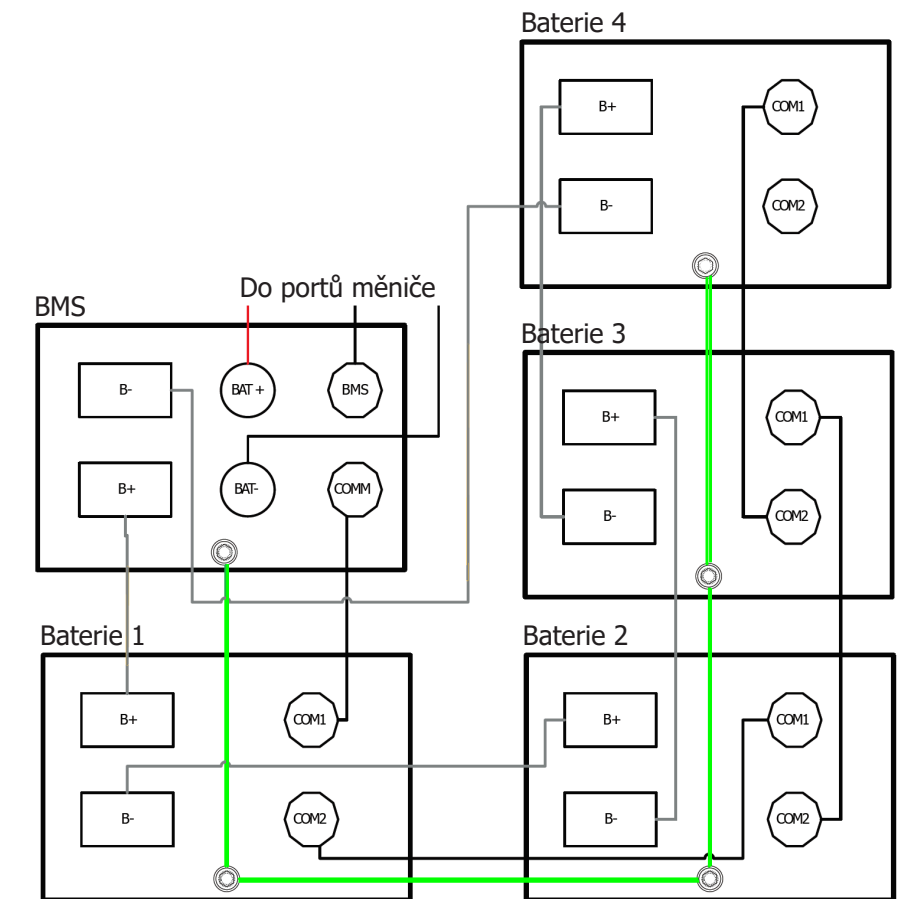 Baterie 4
B+
COM1
B-
COM2
Do portů měniče
BMS
B-
BAT +
BMS
B+
BAT-
COMM
Baterie 3
B+
COM1
B-
COM2
Baterie 1
B+
COM1
B-
COM2
Baterie 2
B+
COM1
B-
COM2